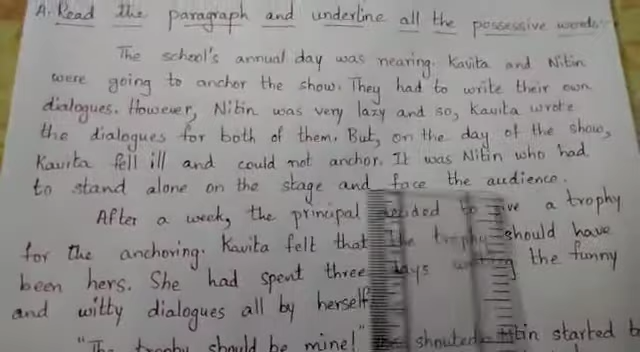 A. Read the paragraph and underline all the possessive words.
The school's annual day was nearing. Kavita and Nitin
were going to anchor the show. They had to write their own
dialogues. However, Nitin was very lazy and so, Kavita wrote
the dialogues for both of them. But, on the day of the show,
Kavita fell ill and could not anchor. It was Nitin who had
to stand alone on the stage and face the audience.
After a week, the principal decided to give a trophy
for the anchoring. Kavita felt that the trophy should have
been hers. She had spent three days writing the funny
and witty dialogues all by herself
"The trophy should be mine!" she shouted. Nitin started